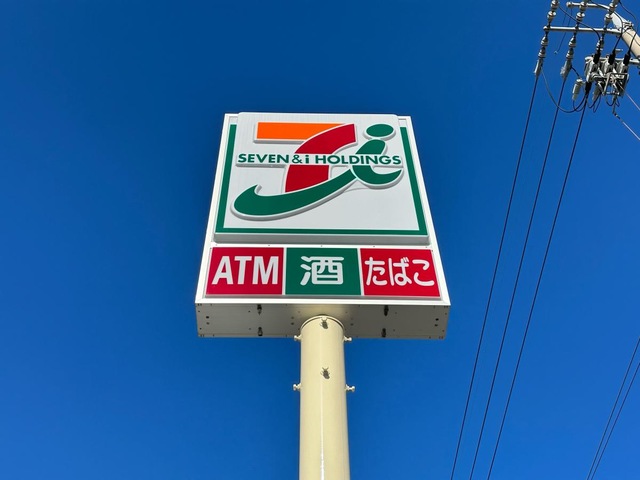 SEVEN & i HOLDINGS
ATM 酒 たばこ